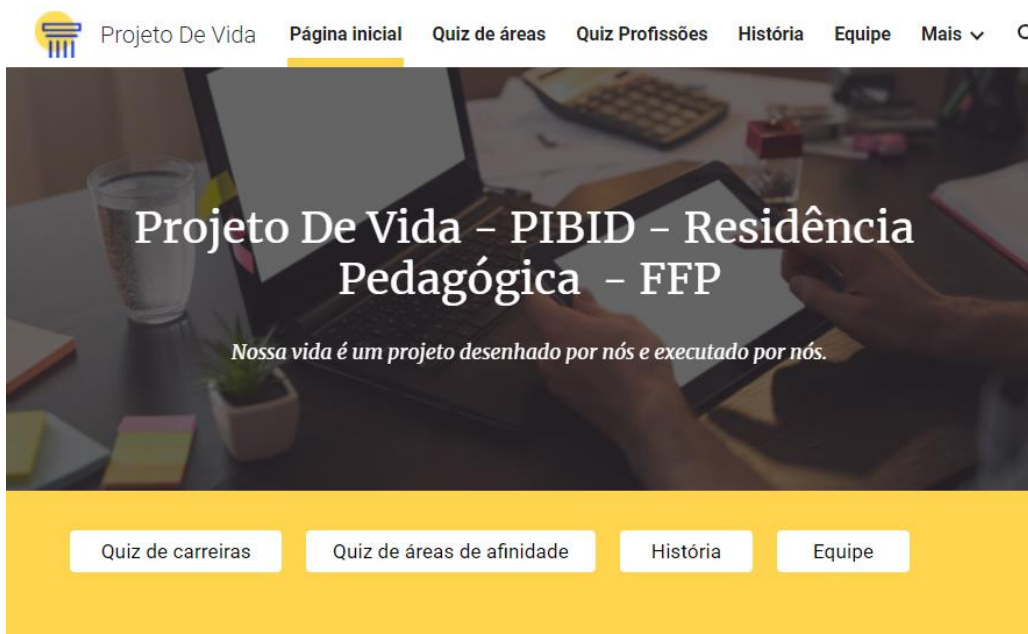 Projeto De Vida Página inicial Quiz de áreas Quiz Profissões História Equipe Mais
Projeto De Vida – PIBID – Residência
Pedagógica – FFP
Nossa vida é um projeto desenhado por nós e executado por nós.
Quiz de carreiras Quiz de áreas de afinidade História Equipe